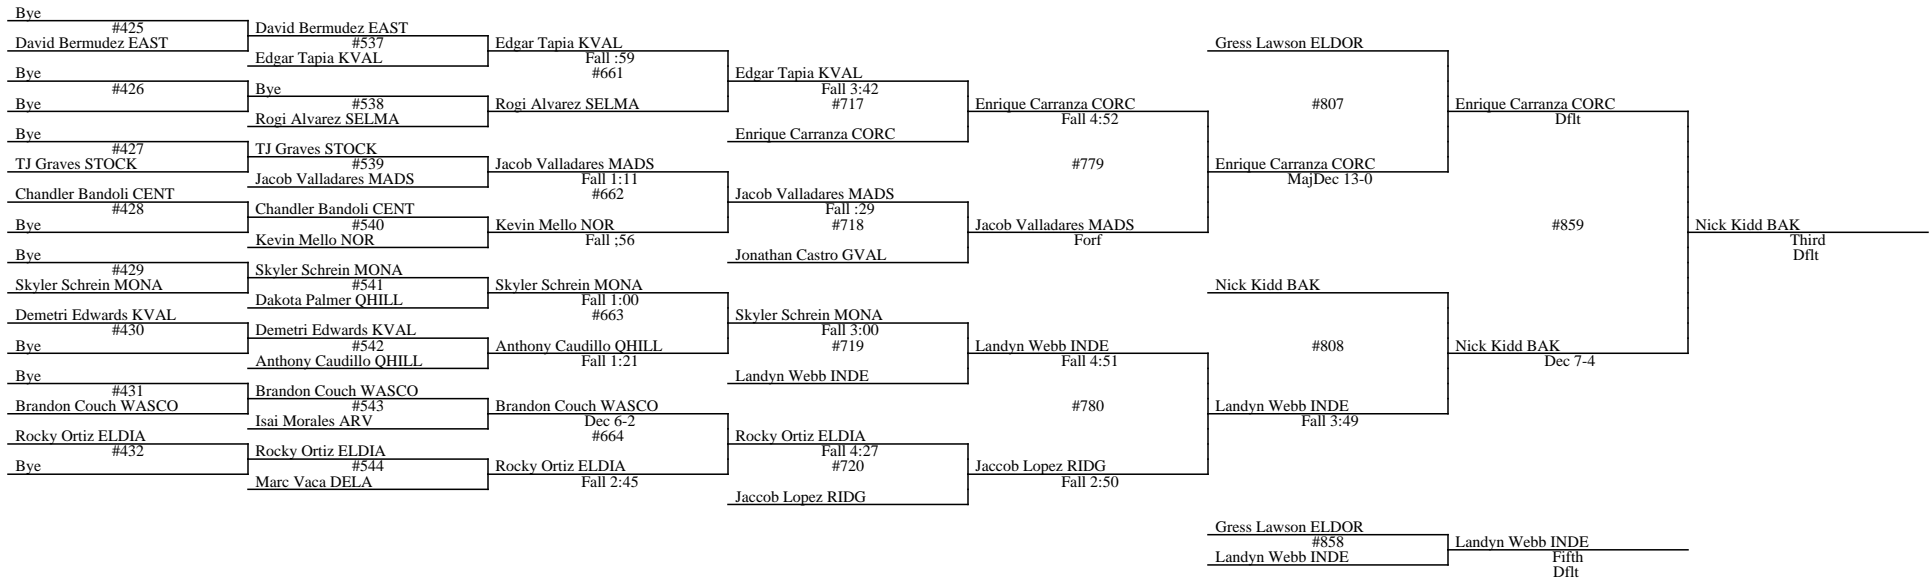 Bye
#425
David Bermudez EAST
Bye
#426
Bye
Bye
#427
TJ Graves STOCK
Chandler Bandoli CENT
#428
Bye
Bye
#429
Skyler Schrein MONA
Demetri Edwards KVAL
#430
Bye
Bye
#431
Brandon Couch WASCO
Rocky Ortiz ELDIA
#432
Bye
David Bermudez EAST
#537
Edgar Tapia KVAL
Bye
#538
Rogi Alvarez SELMA
TJ Graves STOCK
#539
Jacob Valladares MADS
Chandler Bandoli CENT
#540
Kevin Mello NOR
Skyler Schrein MONA
#541
Dakota Palmer QHILL
Demetri Edwards KVAL
#542
Anthony Caudillo QHILL
Brandon Couch WASCO
#543
Isai Morales ARV
Rocky Ortiz ELDIA
#544
Marc Vaca DELA
Edgar Tapia KVAL
Fall :59
#661
Rogi Alvarez SELMA
Jacob Valladares MADS
Fall 1:11
#662
Kevin Mello NOR
Fall ;56
Skyler Schrein MONA
Fall 1:00
#663
Anthony Caudillo QHILL
Fall 1:21
Brandon Couch WASCO
Dec 6-2
#664
Rocky Ortiz ELDIA
Fall 2:45
Edgar Tapia KVAL
Fall 3:42
#717
Enrique Carranza CORC
Jacob Valladares MADS
Fall :29
#718
Jonathan Castro GVAL
Skyler Schrein MONA
Fall 3:00
#719
Landyn Webb INDE
Rocky Ortiz ELDIA
Fall 4:27
#720
Jaccob Lopez RIDG
Enrique Carranza CORC
Fall 4:52
#779
Jacob Valladares MADS
Forf
Landyn Webb INDE
Fall 4:51
#780
Jaccob Lopez RIDG
Fall 2:50
Gress Lawson ELDOR
#807
Enrique Carranza CORC
MajDec 13-0
Nick Kidd BAK
#808
Landyn Webb INDE
Fall 3:49
Gress Lawson ELDOR
#858
Landyn Webb INDE
Enrique Carranza CORC
Dflt
#859
Nick Kidd BAK
Dec 7-4
Landyn Webb INDE
Fifth
Dflt
Nick Kidd BAK
Third
Dflt